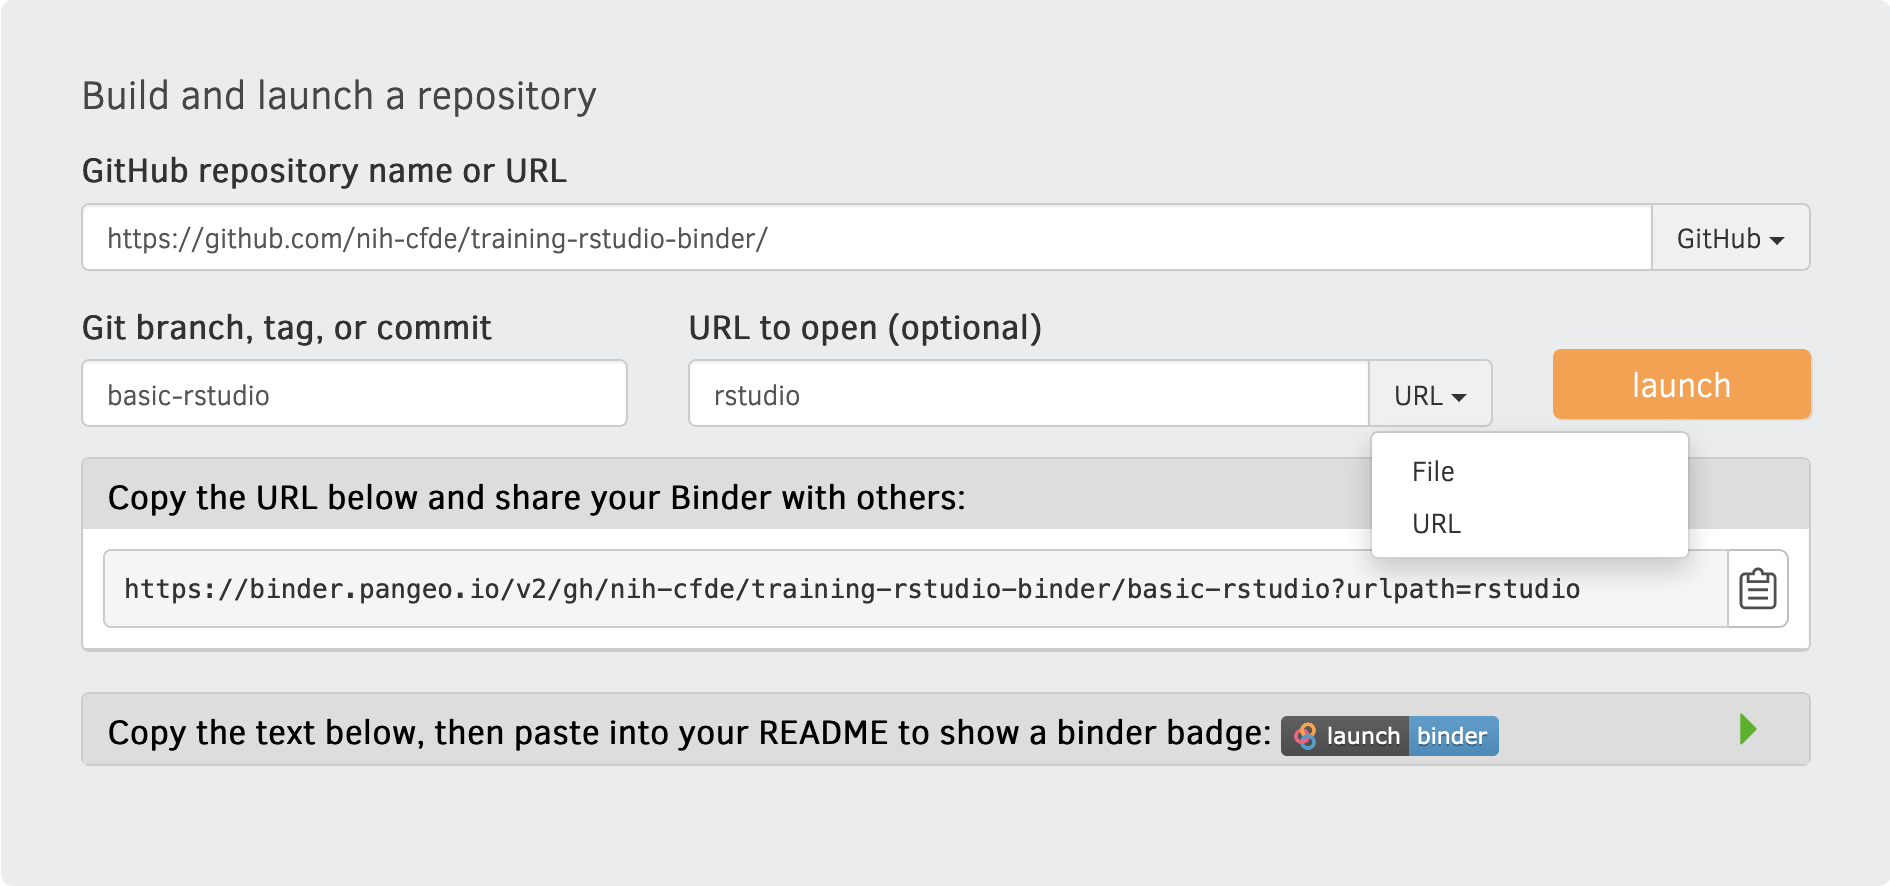 Build and launch a repository
GitHub repository name or URL
https://github.com/nih-cfde/training-rstudio-binder/ GitHub
Git branch, tag, or commit URL to open (optional)
basic-rstudio rstudio URL launch
File
URL
Copy the URL below and share your Binder with others:
https://binder.pangeo.io/v2/gh/nih-cfde/training-rstudio-binder/basic-rstudio?urlpath=rstudio
Copy the text below, then paste into your README to show a binder badge: launch binder